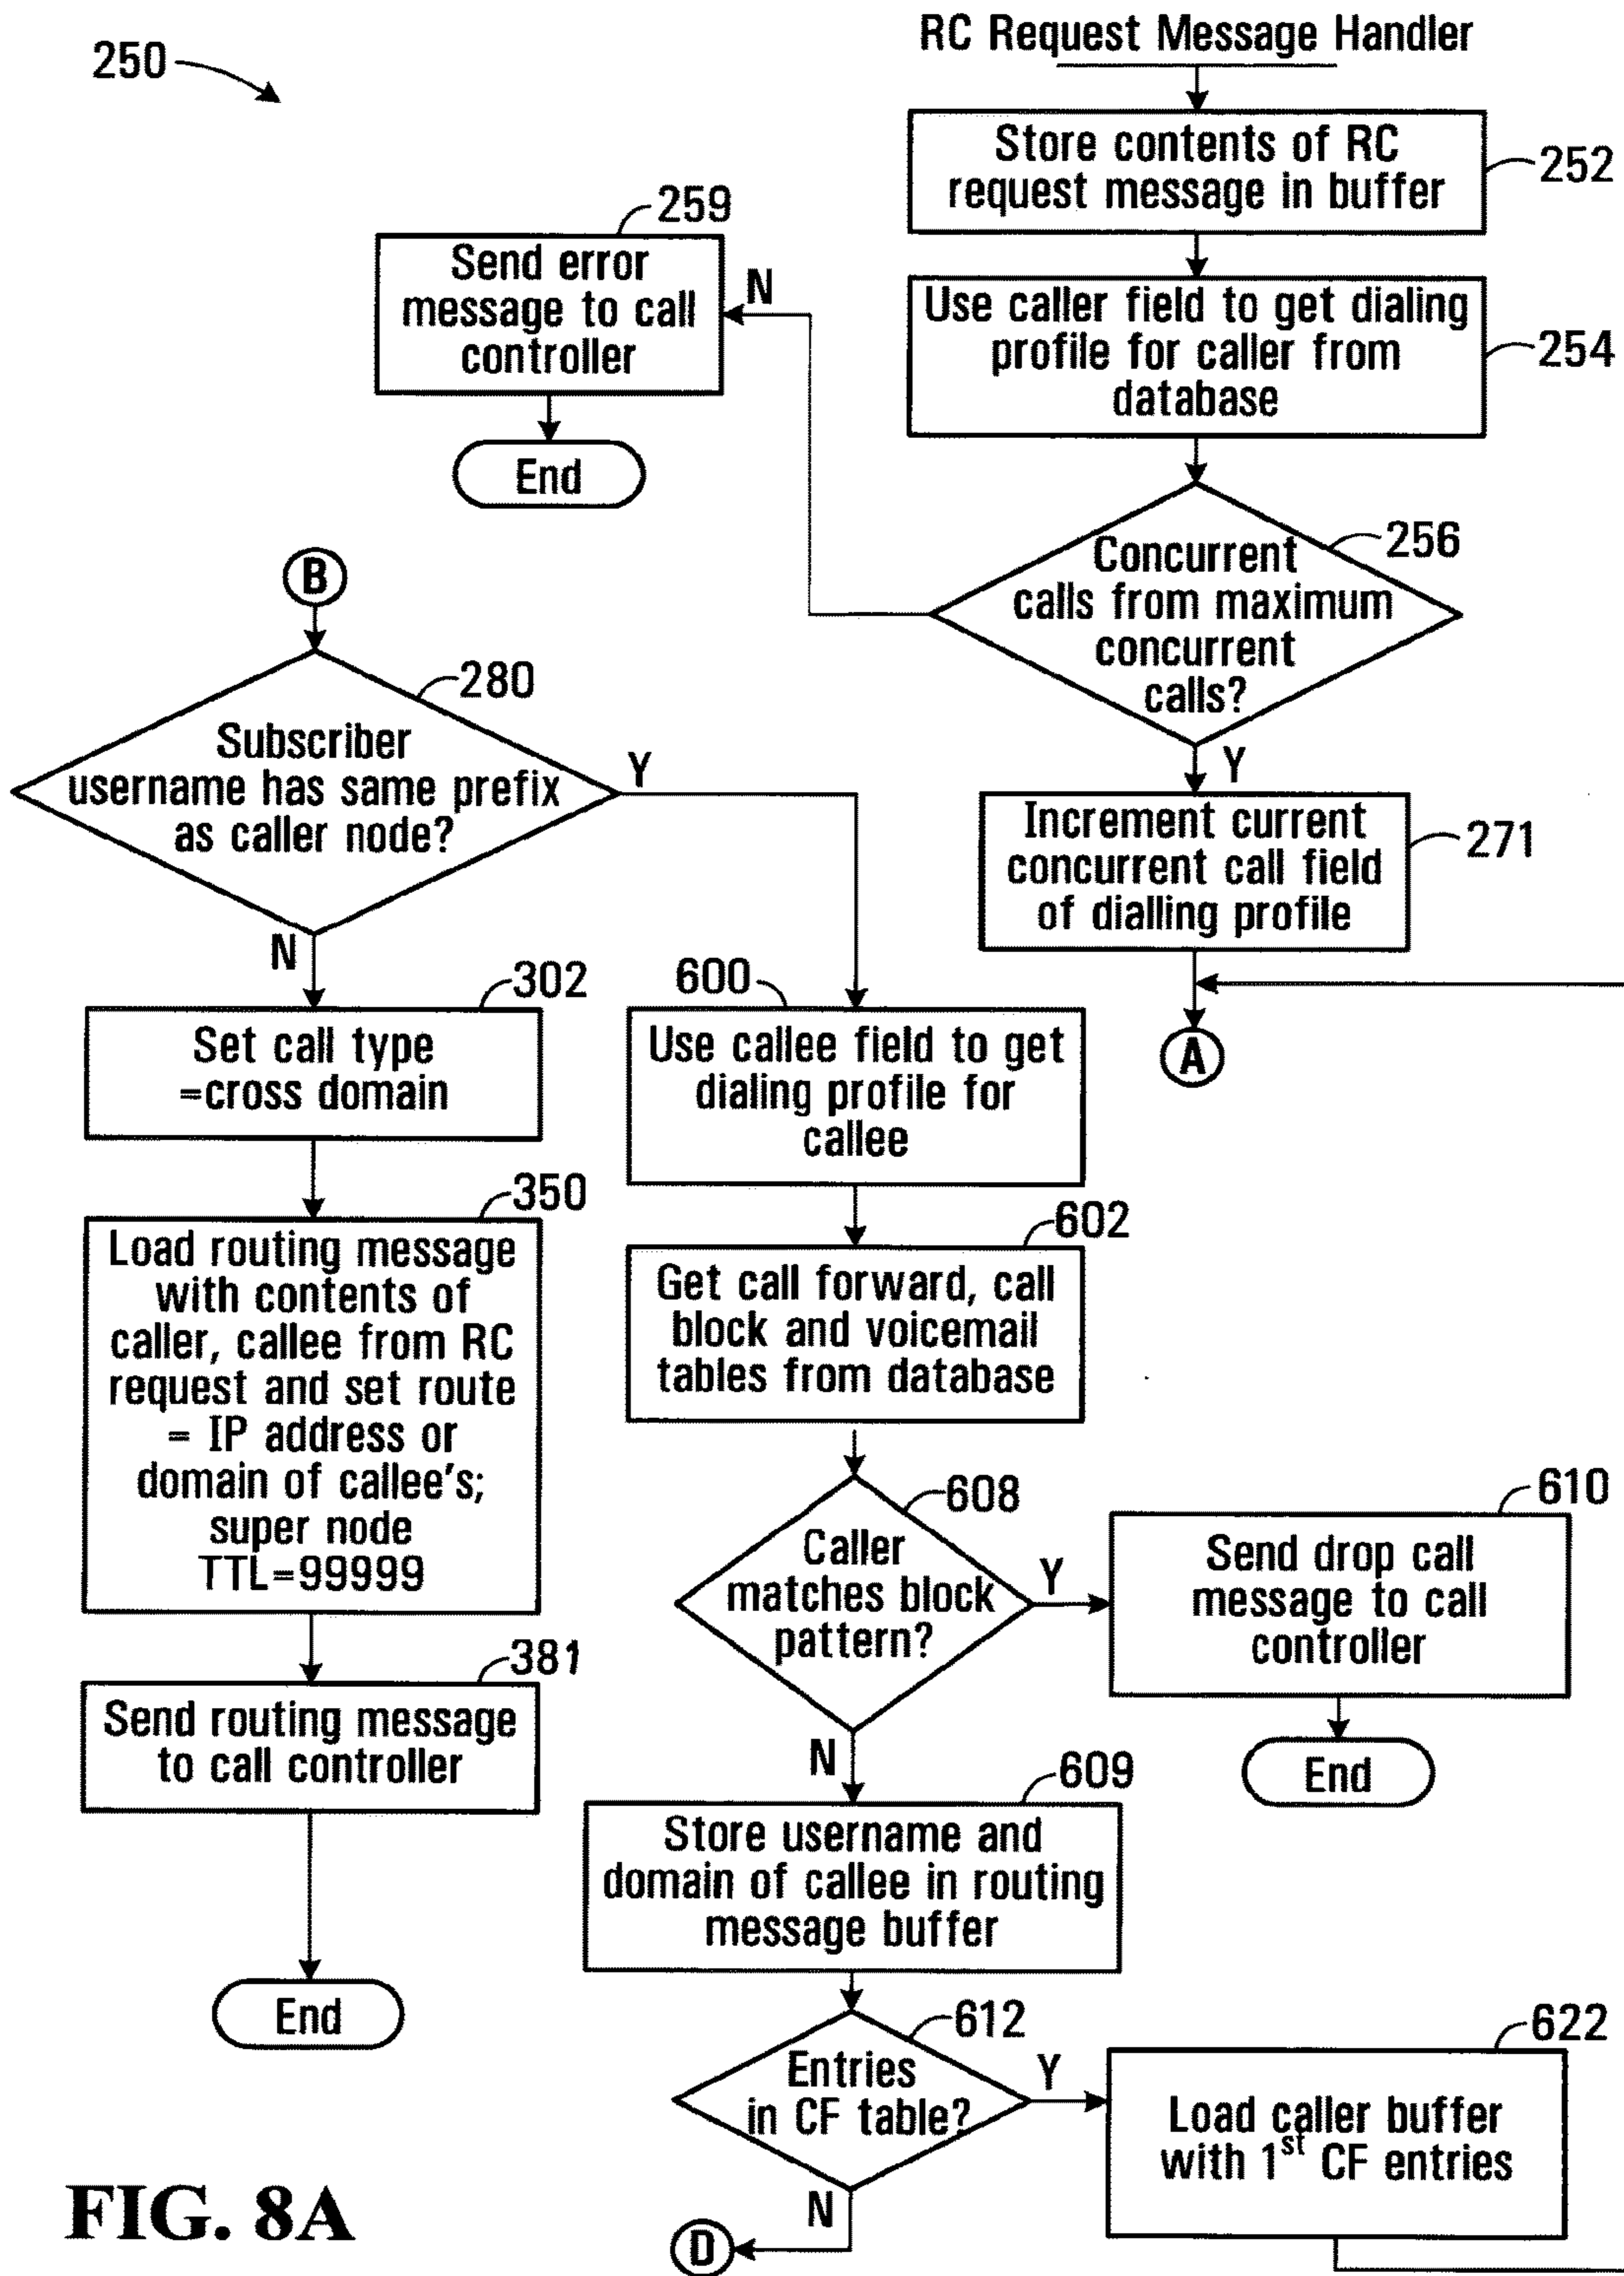 250
RC Request Message Handler
Store contents of RC
request message in buffer
252
259
Send error
message to call
controller
N
End
Use caller field to get dialing
profile for caller from
database
254
Concurrent
calls from maximum
concurrent
calls?
256
Y
Increment current
concurrent call field
of dialling profile
271
A
B
280
Subscriber
username has same prefix
as caller node?
Y
N
302
Set call type
=cross domain
350
Load routing message
with contents of
caller, callee from RC
request and set route
= IP address or
domain of callee's;
super node
TTL=99999
381
Send routing message
to call controller
End
600
Use callee field to get
dialing profile for
callee
602
Get call forward, call
block and voicemail
tables from database
608
Caller
matches block
pattern?
Y
610
Send drop call
message to call
controller
End
N
609
Store username and
domain of callee in routing
message buffer
612
Entries
in CF table?
Y
622
Load caller buffer
with 1st CF entries
N
D
FIG. 8A